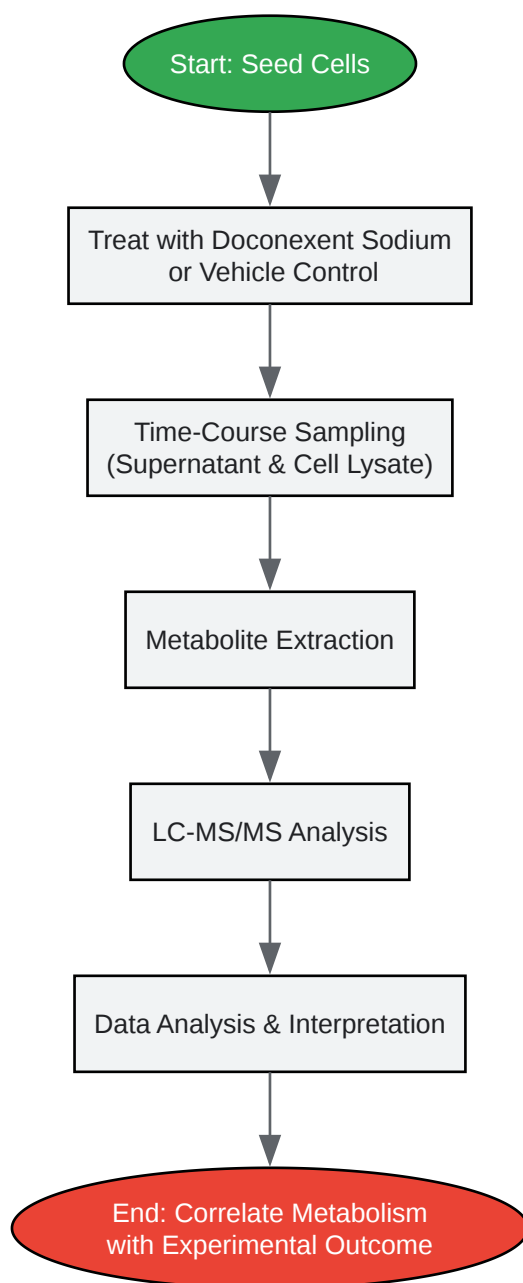 Start: Seed Cells
Treat with Doconexent Sodium
or Vehicle Control
Time-Course Sampling
(Supernatant & Cell Lysate)
Metabolite Extraction
LC-MS/MS Analysis
Data Analysis & Interpretation
End: Correlate Metabolism
with Experimental Outcome